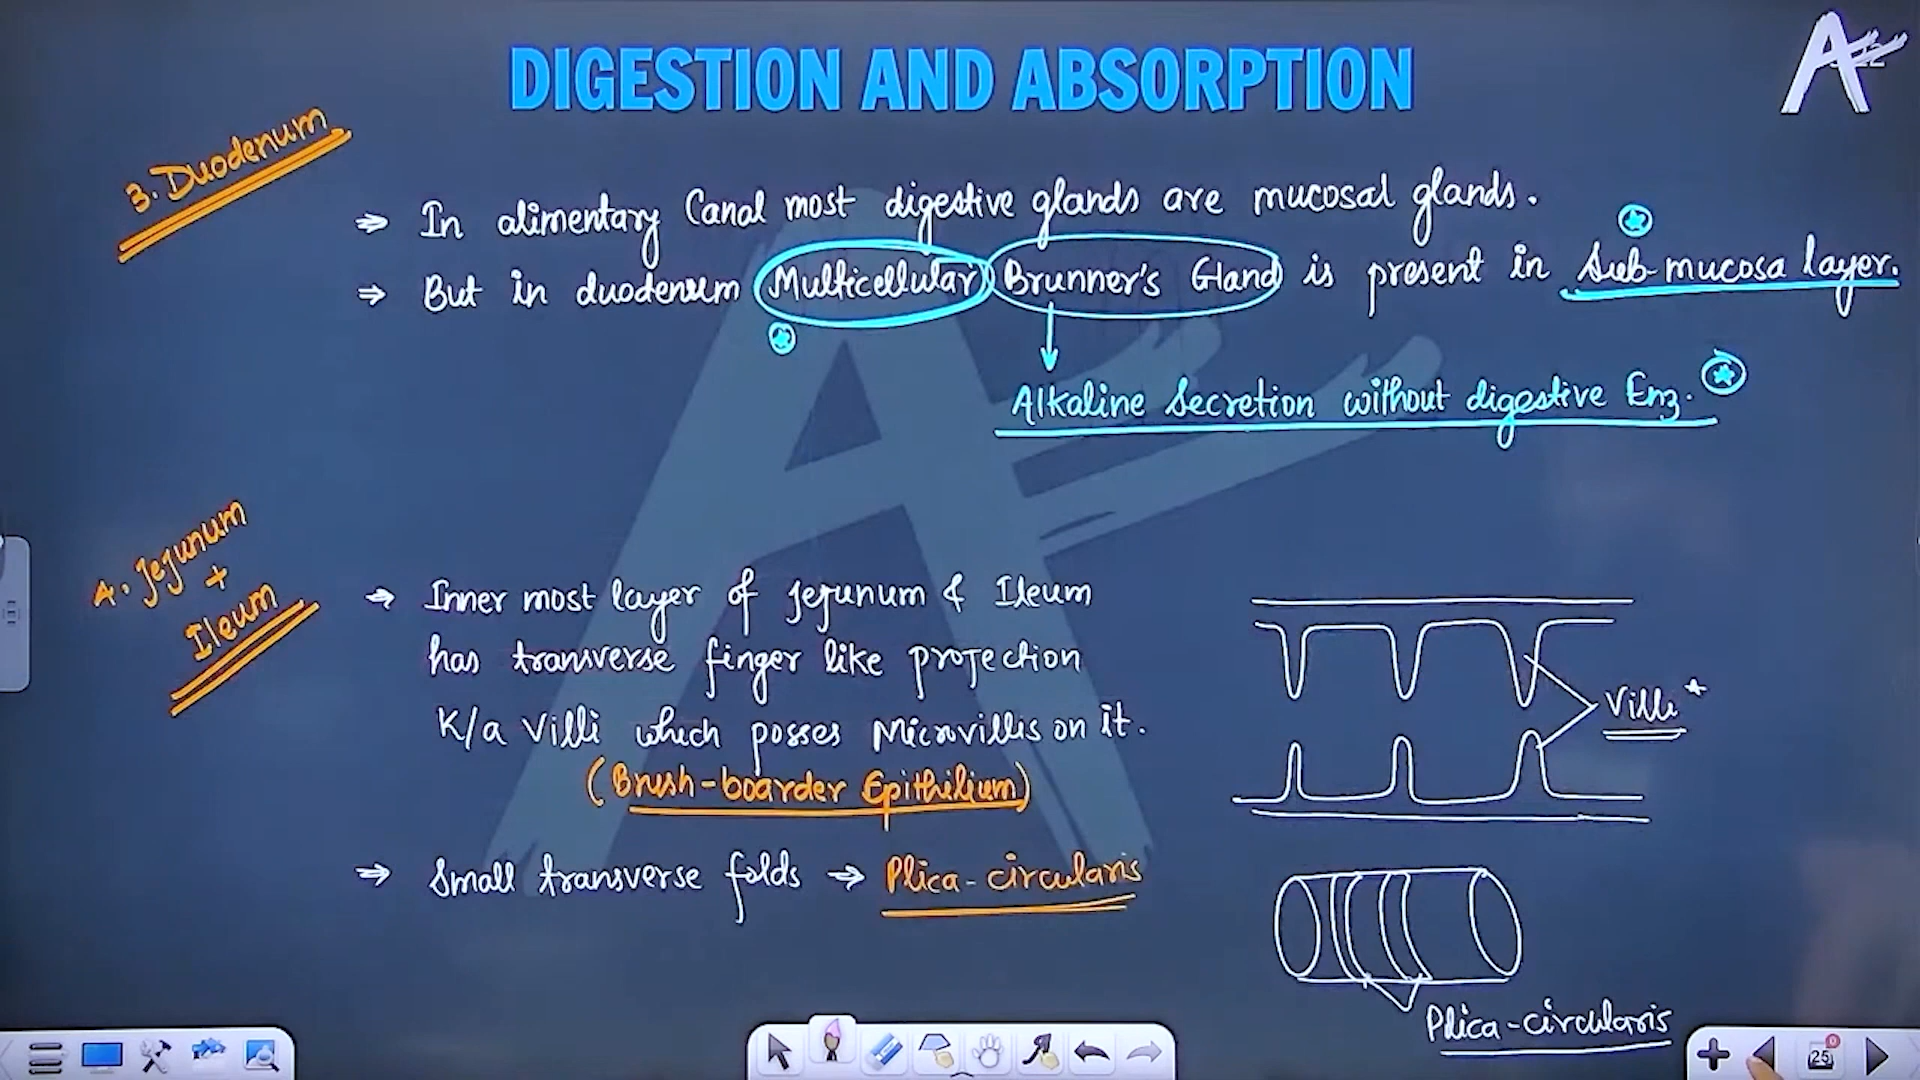 DIGESTION AND ABSORPTION
3. Duodenum
⇒ In alimentary Canal most digestive glands are mucosal glands.
⇒ But in duodenum Multicellular Brunner's Gland is present in Sub-mucosa layer.
Alkaline Secretion without digestive Enz.
4. Jejunum
+
Ileum
→ Inner most layer of Jejunum & Ileum
has transverse finger like projection
K/a Villi which posses Microvillis on it.
(Brush-boarder Epithilium)
⇒ Small transverse folds → Plica-circularis
Villi*
Plica-circularis
25
0